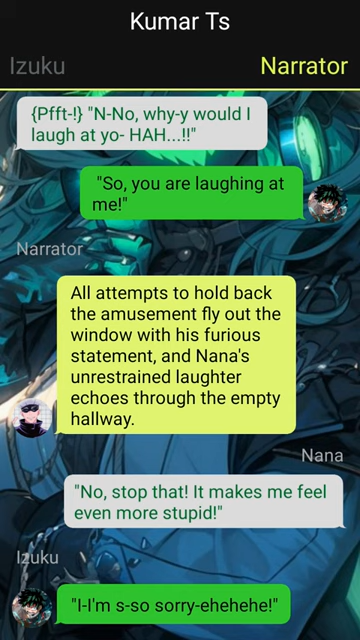 Kumar Ts
Izuku
Narrator
{Pfft-!} "N-No, why-y would I
laugh at yo- HAH...!!"
"So, you are laughing at
me!"
Narrator
All attempts to hold back
the amusement fly out the
window with his furious
statement, and Nana's
unrestrained laughter
echoes through the empty
hallway.
Nana
"No, stop that! It makes me feel
even more stupid!"
Izuku
"I-I'm s-so sorry-ehehehe!"